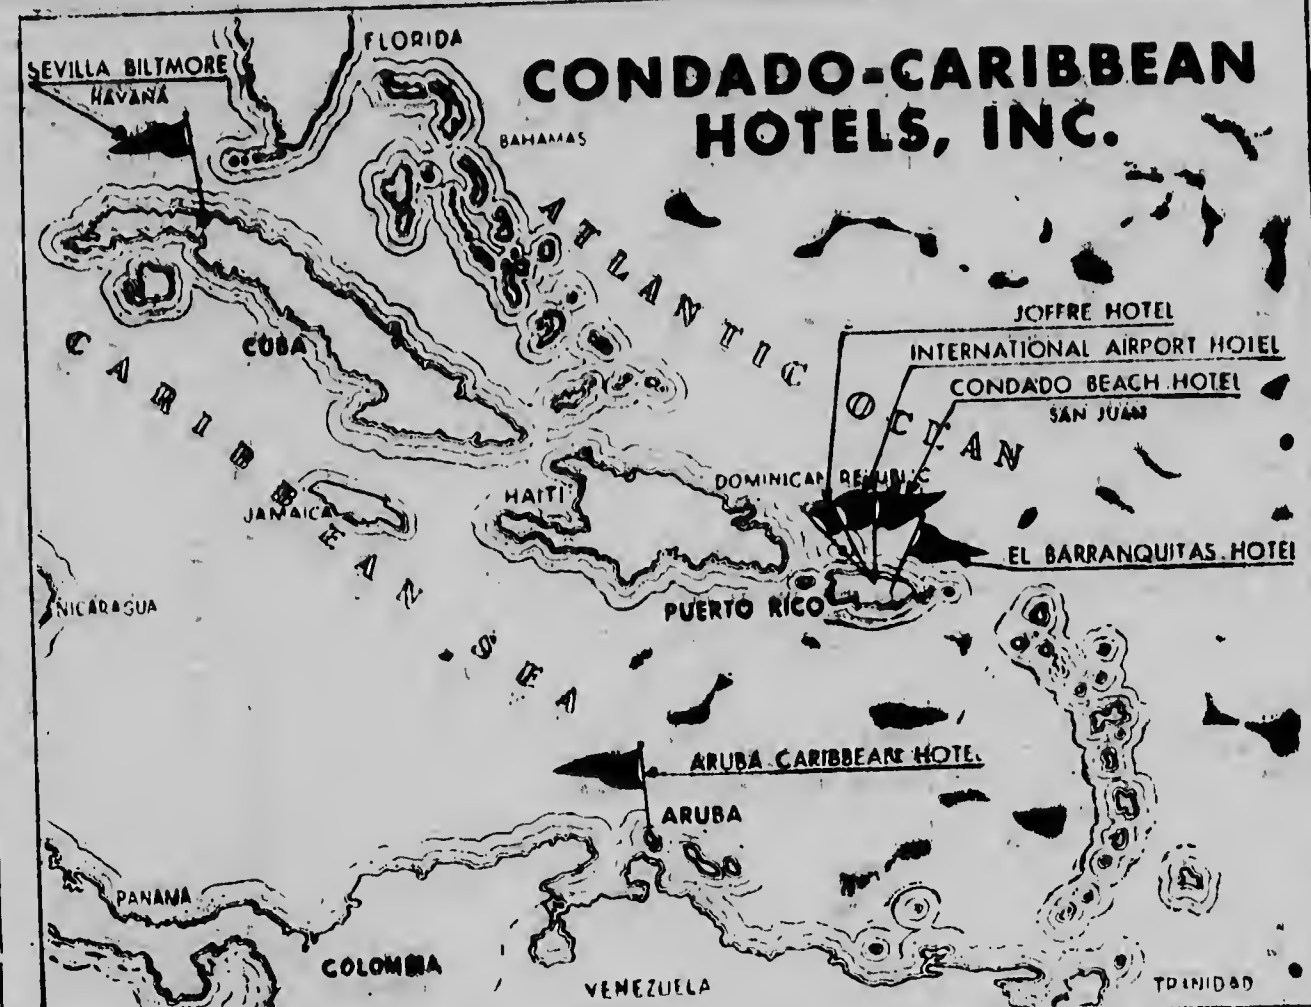 FLORIDA
CONDADO-CARIBBEAN
HOTELS, INC.
SEVILLA BILTMORE
HAVANA
BAHAMAS
ATLANTIC OCEAN
JOFFRE HOTEL
INTERNATIONAL AIRPORT HOTEL
CONDADO BEACH HOTEL
SAN JUAN
CUBA
CARIBBEAN SEA
DOMINICAN REPUBLIC
HAITI
JAMAICA
EL BARRANQUITAS HOTEL
NICARAGUA
PUERTO RICO
ARUBA CARIBBEAN HOTEL
ARUBA
PANAMA
COLOMBIA
VENEZUELA
TRINIDAD